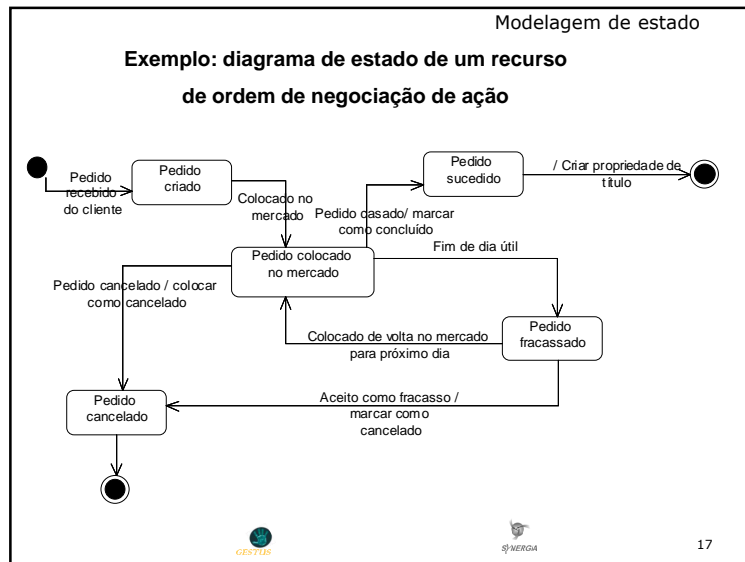 Modelagem de estado
Exemplo: diagrama de estado de um recurso
de ordem de negociação de ação
Pedido
recebido
do cliente
Pedido
criado
Colocado no
mercado
Pedido
sucedido
/ Criar propriedade de
título
Pedido casado/ marcar
como concluído
Pedido colocado
no mercado
Fim de dia útil
Pedido cancelado / colocar
como cancelado
Colocado de volta no mercado
para próximo dia
Pedido
fracassado
Pedido
cancelado
Aceito como fracasso /
marcar como
cancelado
GESTUS
SYNERGIA
17